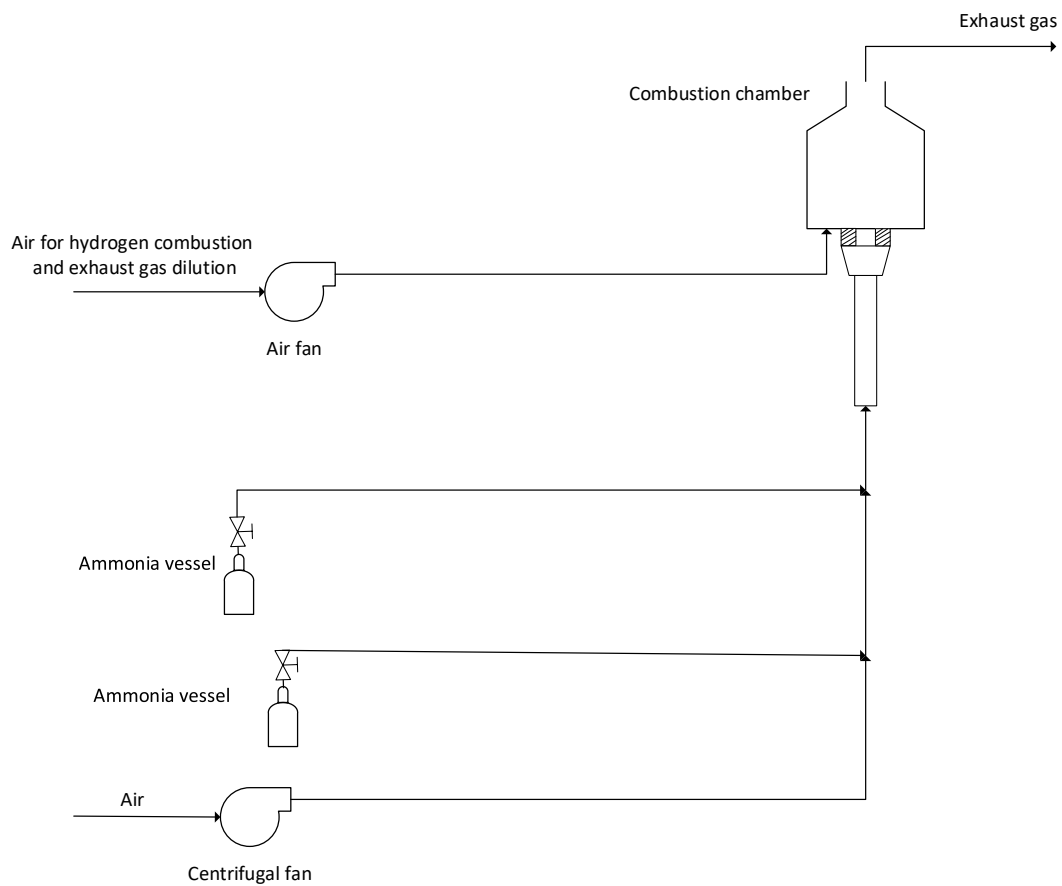 Exhaust gas
Combustion chamber
Air for hydrogen combustion
and exhaust gas dilution
Air fan
Ammonia vessel
Ammonia vessel
Air
Centrifugal fan